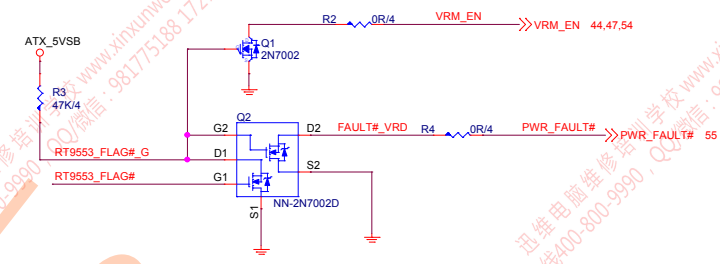 R2
0R/4
VRM_EN
VRM_EN 44,47,54
ATX_5VSB
Q1
2N7002
R3
47K/4
Q2
G2
D2
FAULT#_VRD
R4
0R/4
PWR_FAULT#
PWR_FAULT# 55
RT9553_FLAG#_G
D1
S2
RT9553_FLAG#
G1
NN-2N7002D
S1